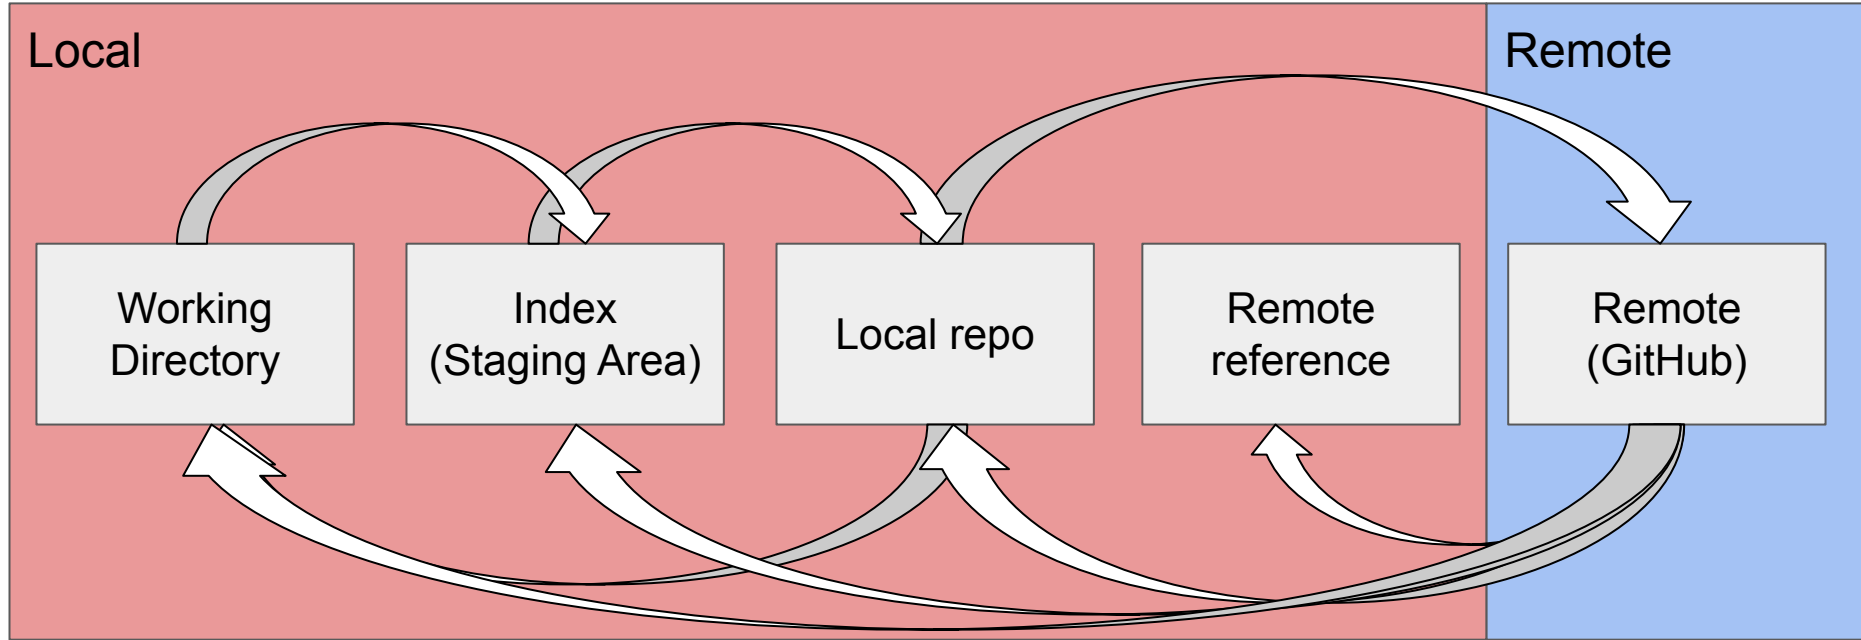 Local
Remote
Working
Directory
Index
(Staging Area)
Local repo
Remote
reference
Remote
(GitHub)